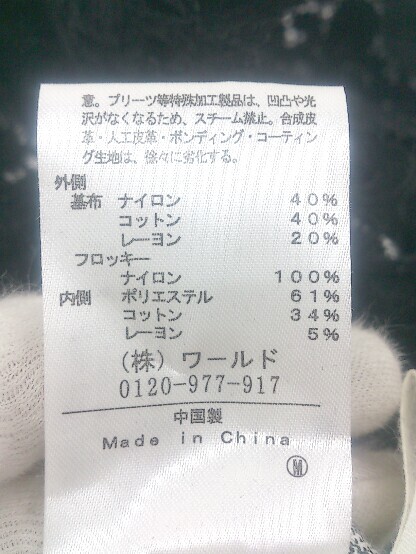 意。プリーツ等特殊加工製品は、凹凸や光
沢がなくなるため、スチーム禁止。合成皮
革・人工皮革・ボンディング・コーティン
グ生地は、徐々に劣化する。
外側
基布 ナイロン 40%
コットン 40%
レーヨン 20%
フロッキー
ナイロン 100%
内側 ポリエステル 61%
コットン 34%
レーヨン 5%
(株) ワールド
0120-977-917
中国製
Made in China
M